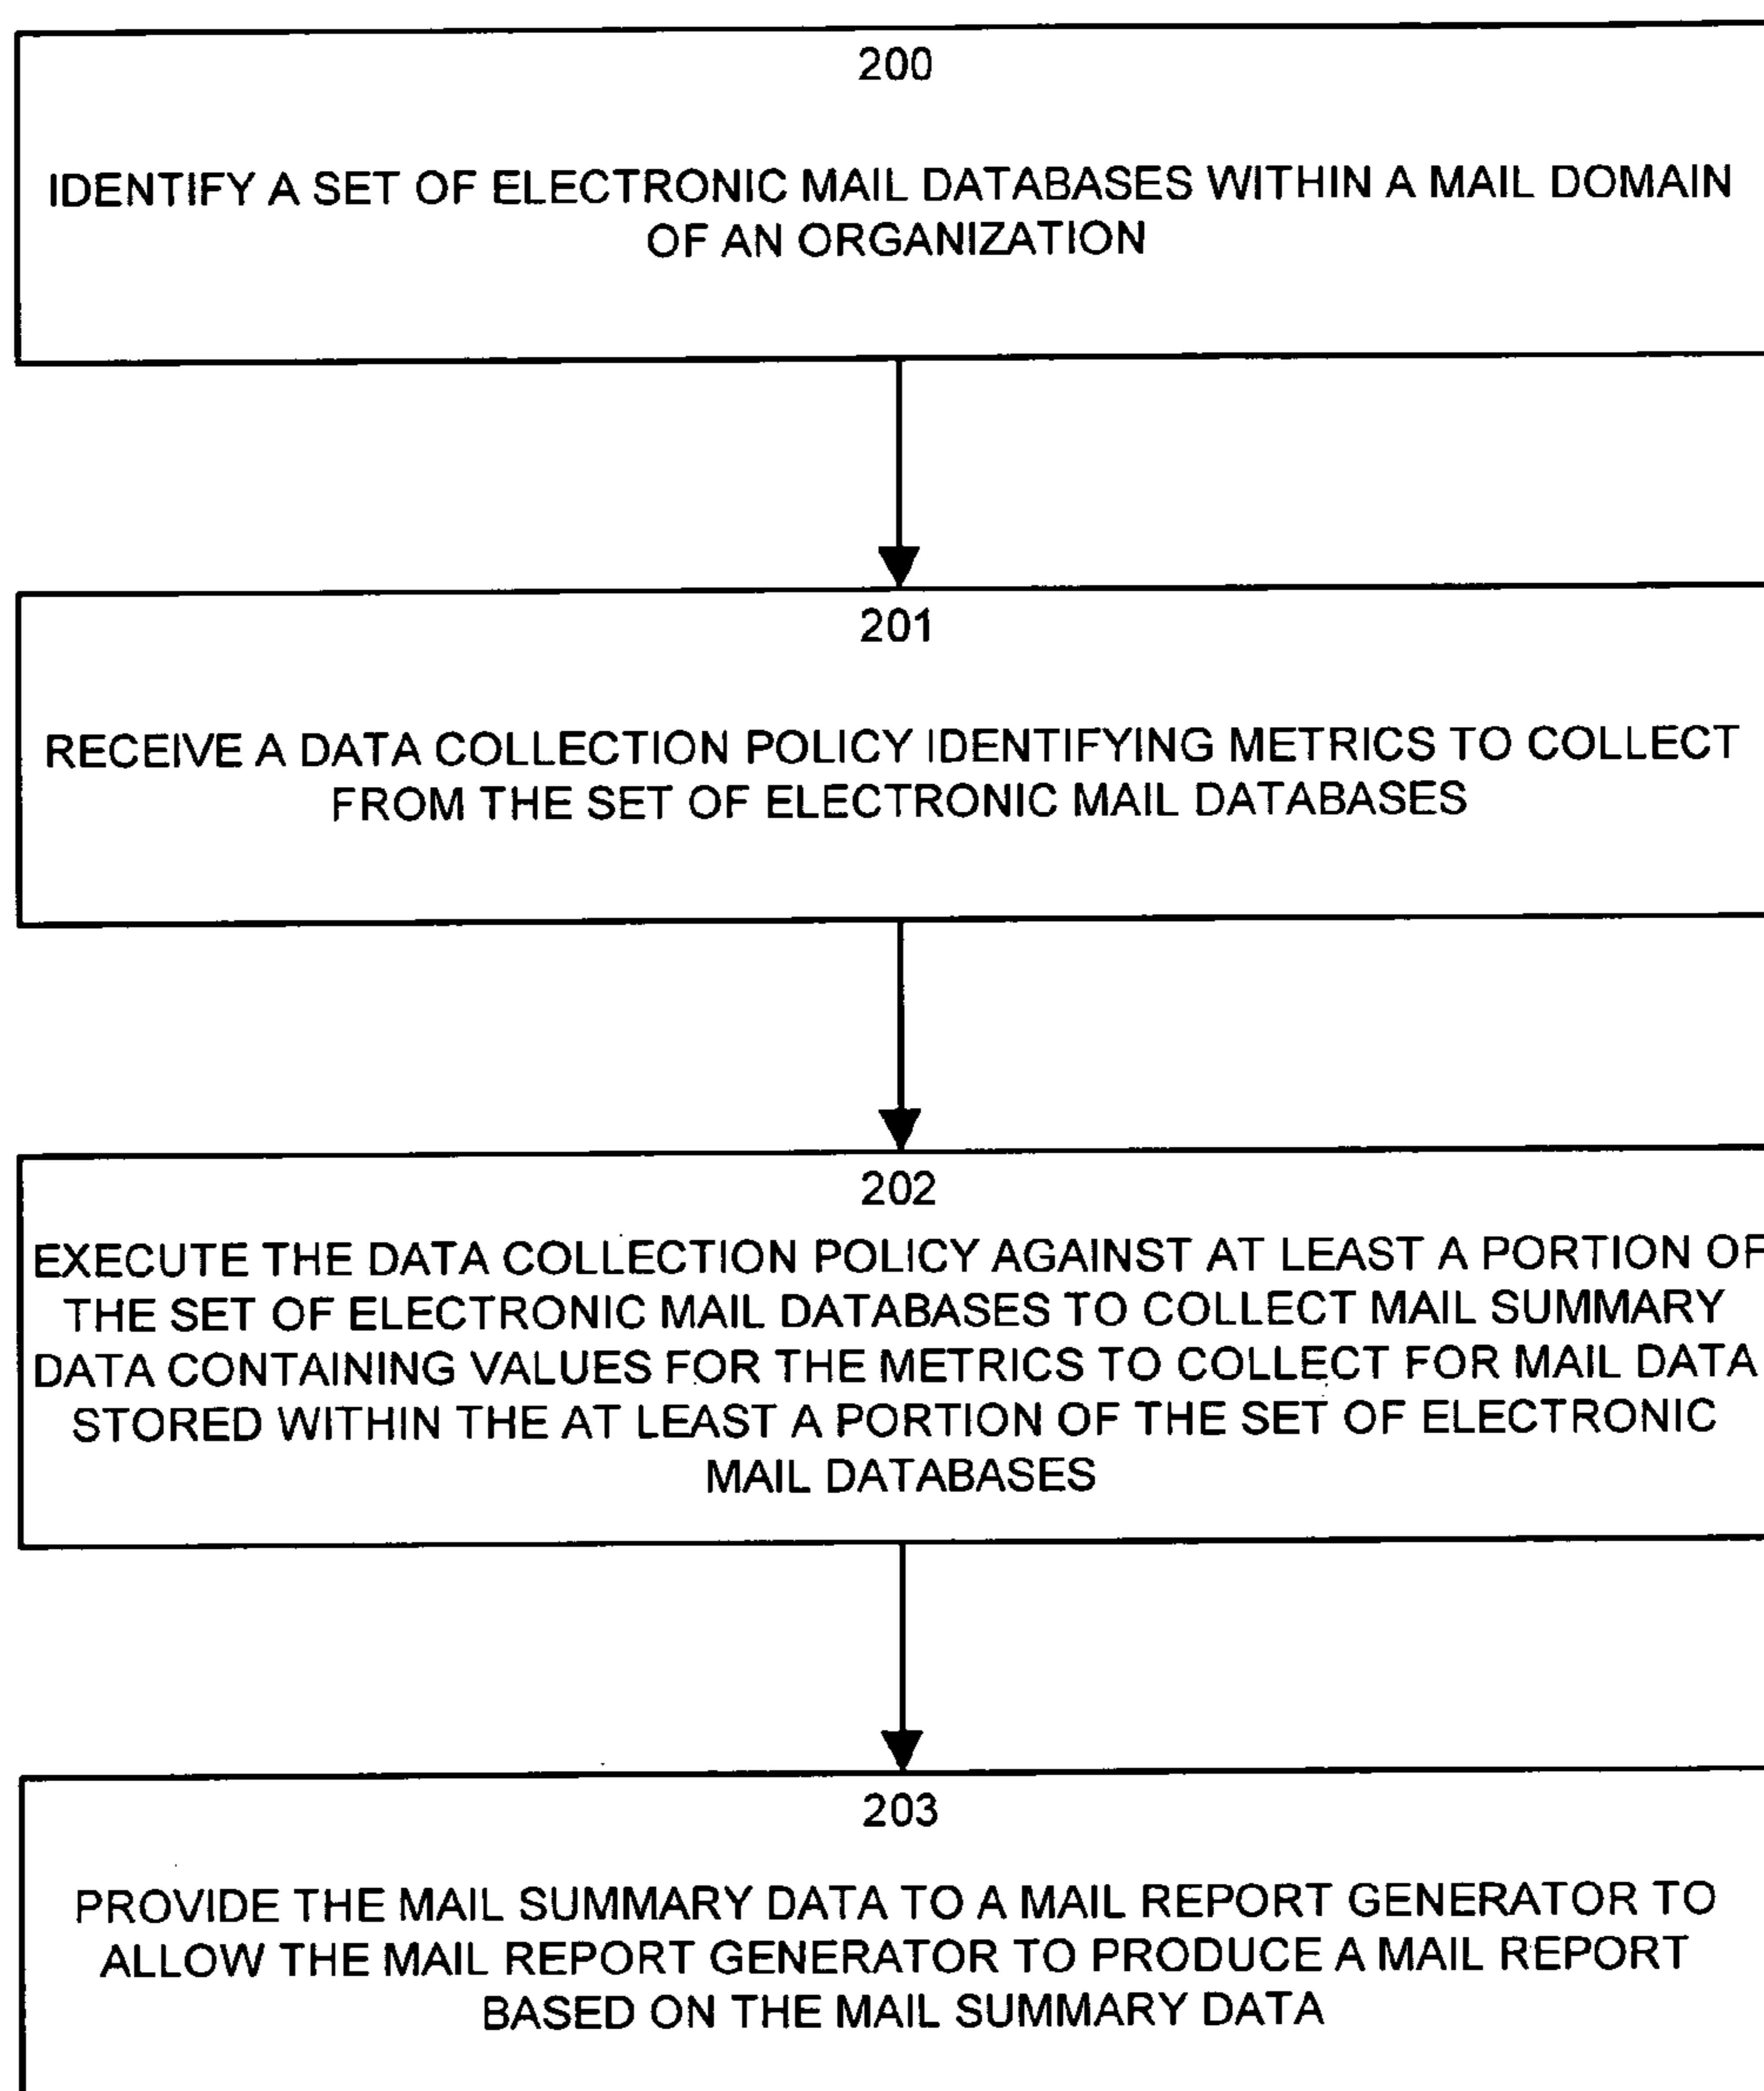 200
IDENTIFY A SET OF ELECTRONIC MAIL DATABASES WITHIN A MAIL DOMAIN
OF AN ORGANIZATION
201
RECEIVE A DATA COLLECTION POLICY IDENTIFYING METRICS TO COLLECT
FROM THE SET OF ELECTRONIC MAIL DATABASES
202
EXECUTE THE DATA COLLECTION POLICY AGAINST AT LEAST A PORTION OF
THE SET OF ELECTRONIC MAIL DATABASES TO COLLECT MAIL SUMMARY
DATA CONTAINING VALUES FOR THE METRICS TO COLLECT FOR MAIL DATA
STORED WITHIN THE AT LEAST A PORTION OF THE SET OF ELECTRONIC
MAIL DATABASES
203
PROVIDE THE MAIL SUMMARY DATA TO A MAIL REPORT GENERATOR TO
ALLOW THE MAIL REPORT GENERATOR TO PRODUCE A MAIL REPORT
BASED ON THE MAIL SUMMARY DATA